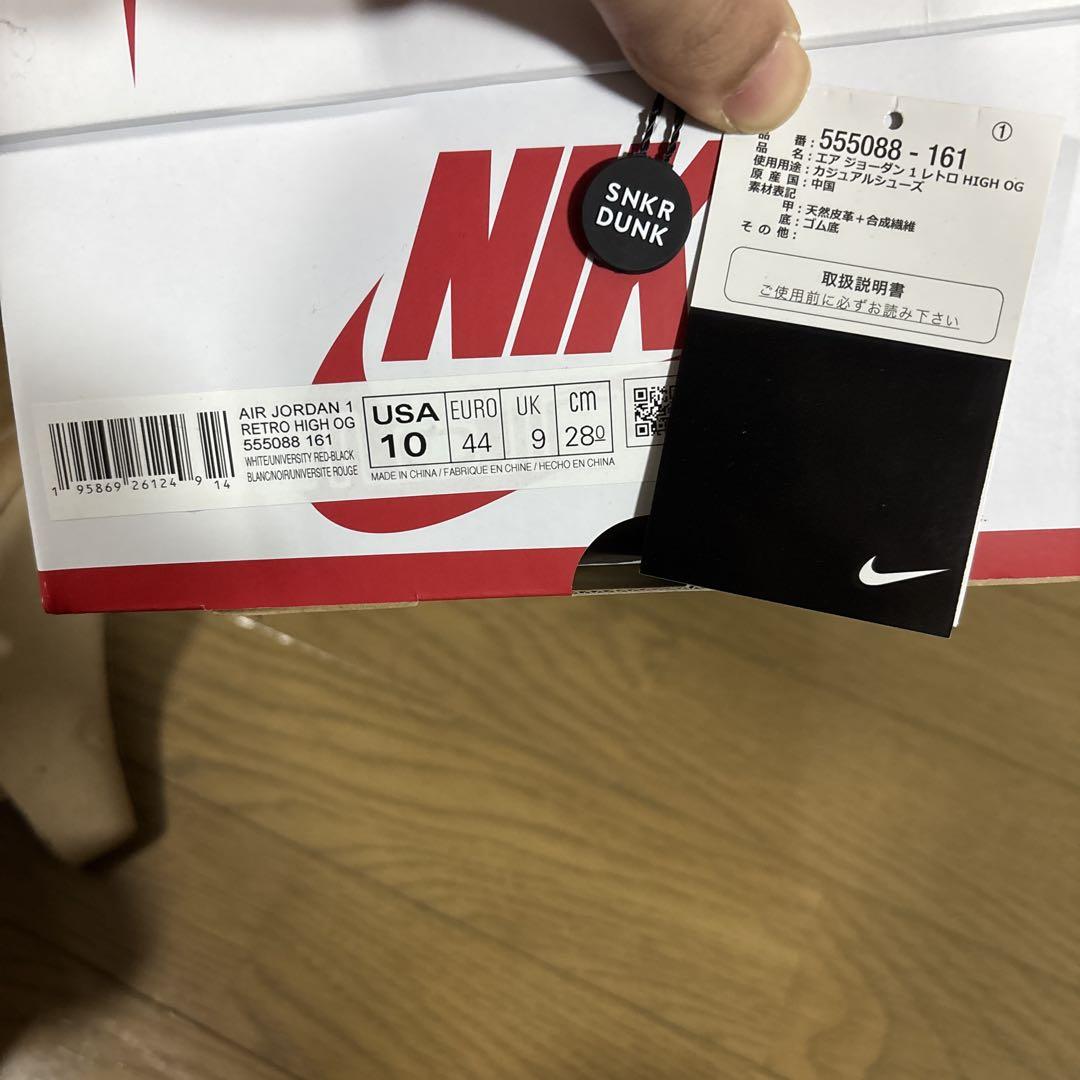 NIK
SNKR
DUNK
①
品 番 : 555088 - 161
品 名 : エア ジョーダン 1 レトロ HIGH OG
使用用途 : カジュアルシューズ
原 産 国 : 中国
素材表記
甲 : 天然皮革＋合成繊維
底 : ゴム底
そ の 他 :
取扱説明書
ご使用前に必ずお読み下さい
AIR JORDAN 1
RETRO HIGH OG
555088 161
WHITE/UNIVERSITY RED-BLACK
BLANC/NOIR/UNIVERSITE ROUGE
1 95869 26124 9 14
USA
10
EURO
44
UK
9
cm
280
MADE IN CHINA / FABRIQUE EN CHINE / HECHO EN CHINA